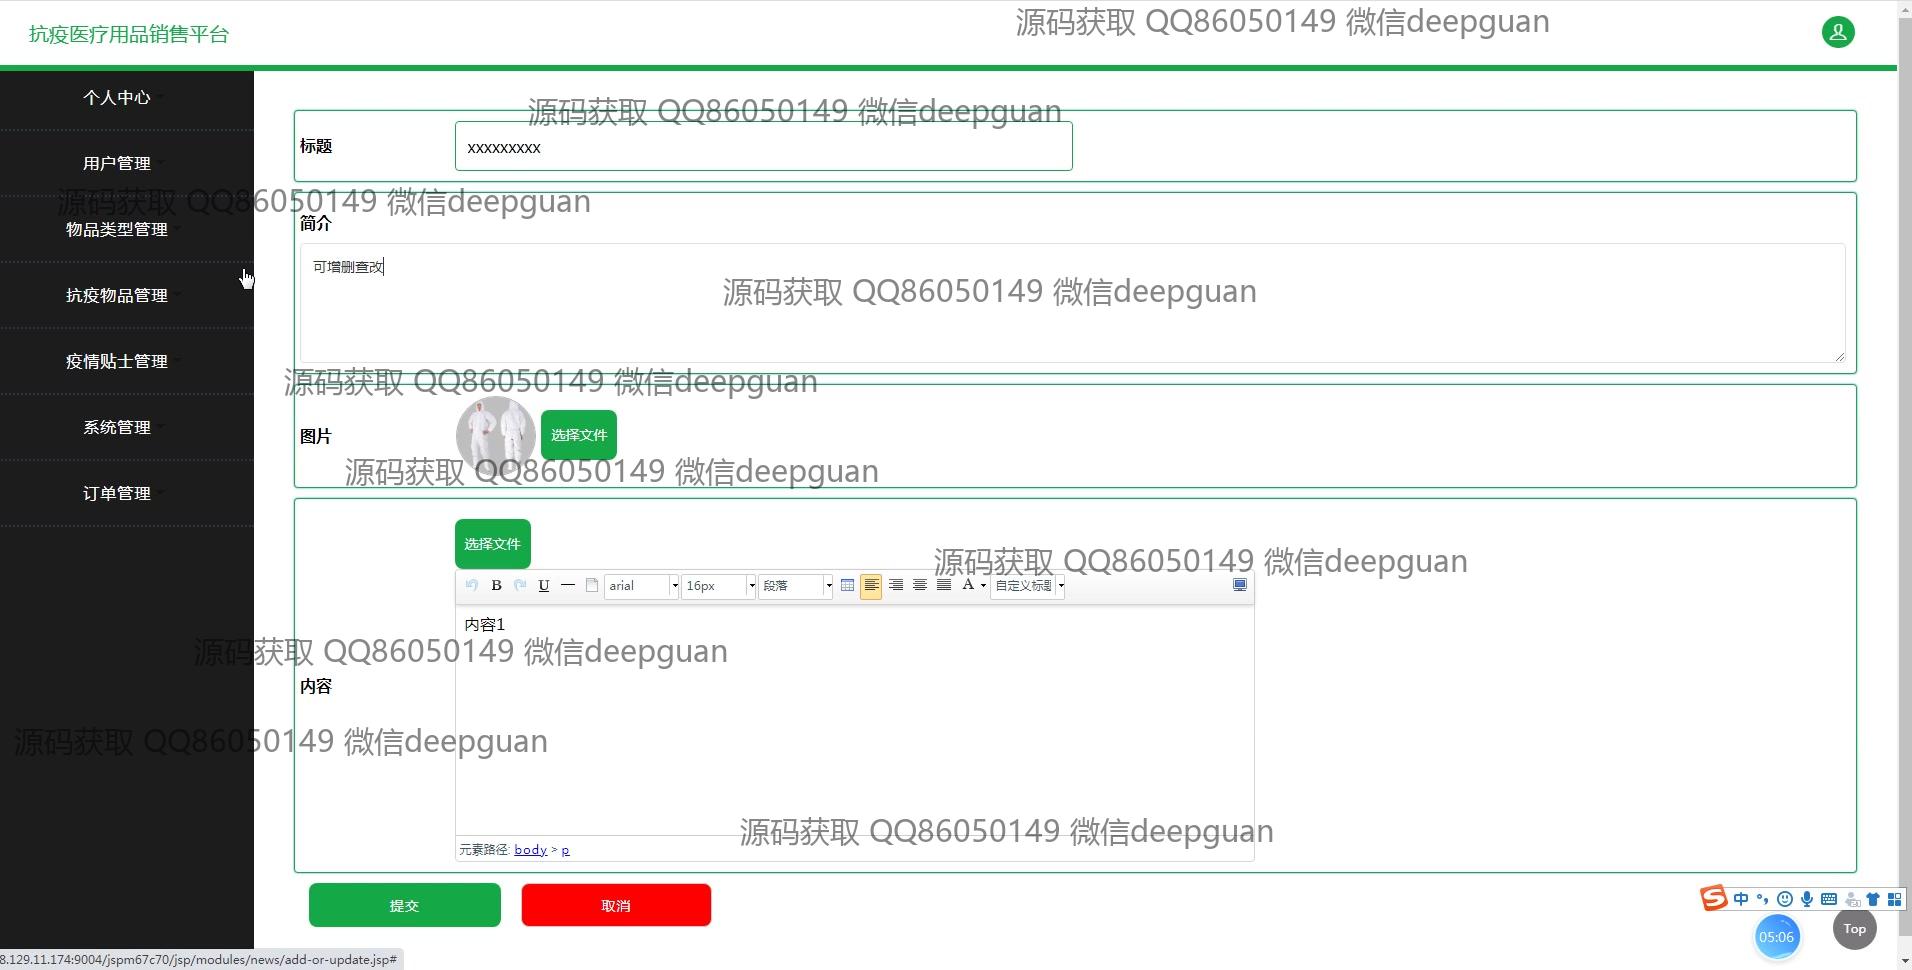 源码获取 QQ86050149 微信deepguan
抗疫医疗用品销售平台
个人中心
源码获取 QQ86050149 微信deepguan
标题
xxxxxxxxx
用户管理
源码获取 QQ86050149 微信deepguan
简介
物品类型管理
可增删查改
源码获取 QQ86050149 微信deepguan
抗疫物品管理
疫情贴士管理
源码获取 QQ86050149 微信deepguan
系统管理
图片
选择文件
源码获取 QQ86050149 微信deepguan
订单管理
选择文件
源码获取 QQ86050149 微信deepguan
B U arial 16px 段落 A 自定义标题
内容1
源码获取 QQ86050149 微信deepguan
内容
源码获取 QQ86050149 微信deepguan
源码获取 QQ86050149 微信deepguan
元素路径: body > p
提交
取消
S中
05:06
Top
8.129.11.174:9004/jspm67c70/jsp/modules/news/add-or-update.jsp#